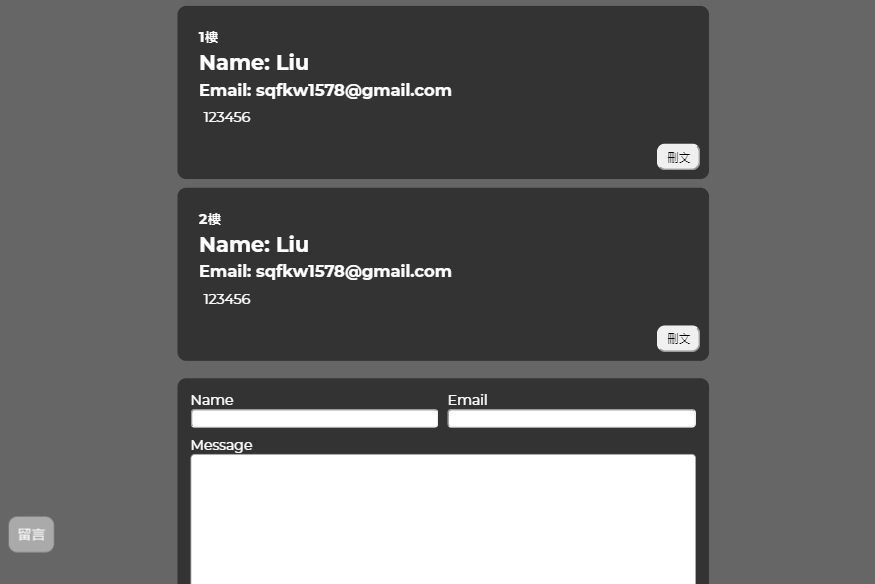 1樓
Name: Liu
Email: sqfkw1578@gmail.com
123456
刪文
2樓
Name: Liu
Email: sqfkw1578@gmail.com
123456
刪文
Name Email
Message
留言